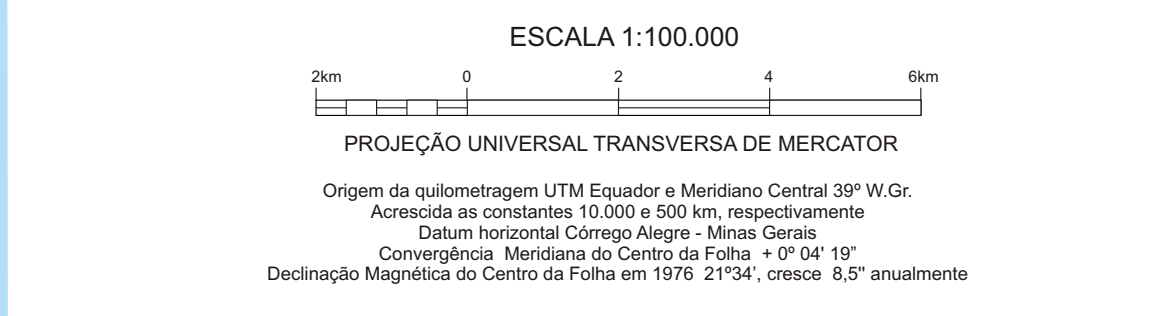 ESCALA 1:100.000
2km 0 2 4 6km
PROJEÇÃO UNIVERSAL TRANSVERSA DE MERCATOR
Origem da quilometragem UTM Equador e Meridiano Central 39º W.Gr.
Acrescida as constantes 10.000 e 500 km, respectivamente
Datum horizontal Córrego Alegre - Minas Gerais
Convergência Meridiana do Centro da Folha + 0º 04' 19”
Declinação Magnética do Centro da Folha em 1976 21º34’, cresce 8,5" anualmente